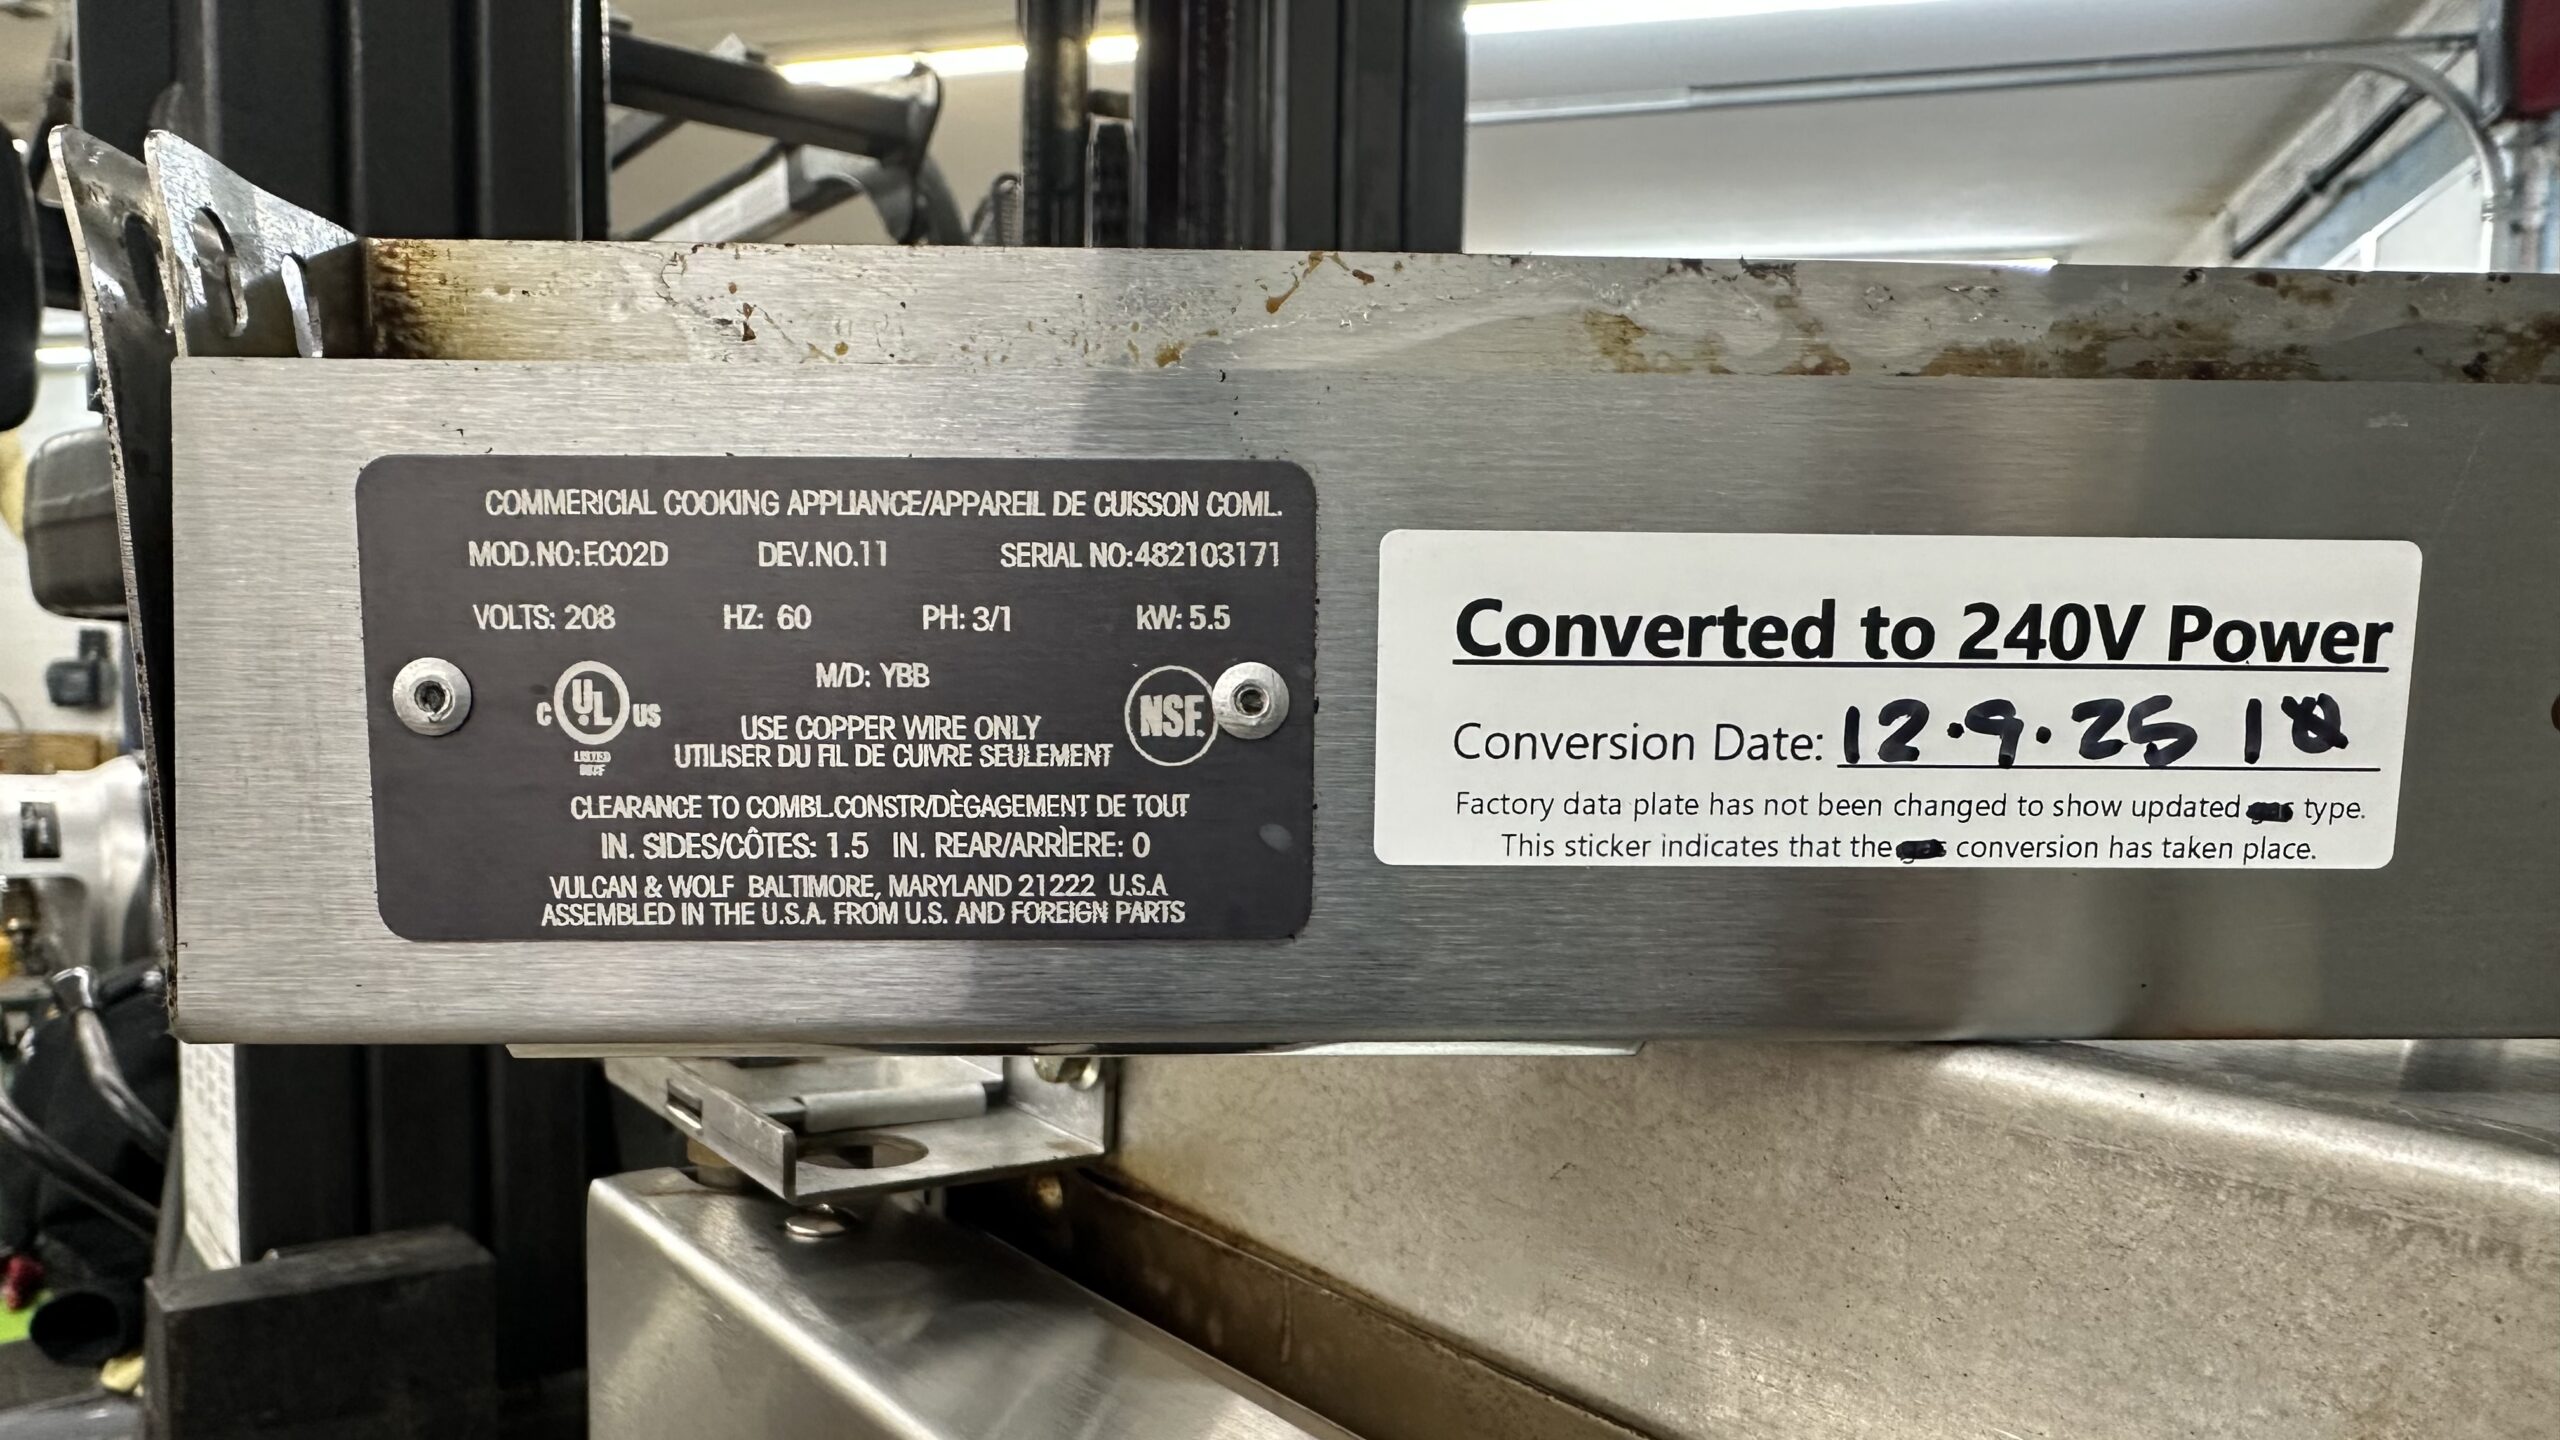 COMMERICIAL COOKING APPLIANCE/APPAREIL DE CUISSON COML.
MOD.NO:EC02D DEV.NO.11 SERIAL NO:482103171
VOLTS: 208 HZ: 60 PH: 3/1 kW: 5.5
M/D: YBB
C UL US
LISTED
NSF.
USE COPPER WIRE ONLY
UTILISER DU FIL DE CUIVRE SEULEMENT
CLEARANCE TO COMBL.CONSTR/DÈGAGEMENT DE TOUT
IN. SIDES/CÔTES: 1.5 IN. REAR/ARRÌERE: 0
VULCAN & WOLF BALTIMORE, MARYLAND 21222 U.S.A
ASSEMBLED IN THE U.S.A. FROM U.S. AND FOREIGN PARTS
Converted to 240V Power
Conversion Date: 12.9.25 1Ø
Factory data plate has not been changed to show updated type.
This sticker indicates that the conversion has taken place.